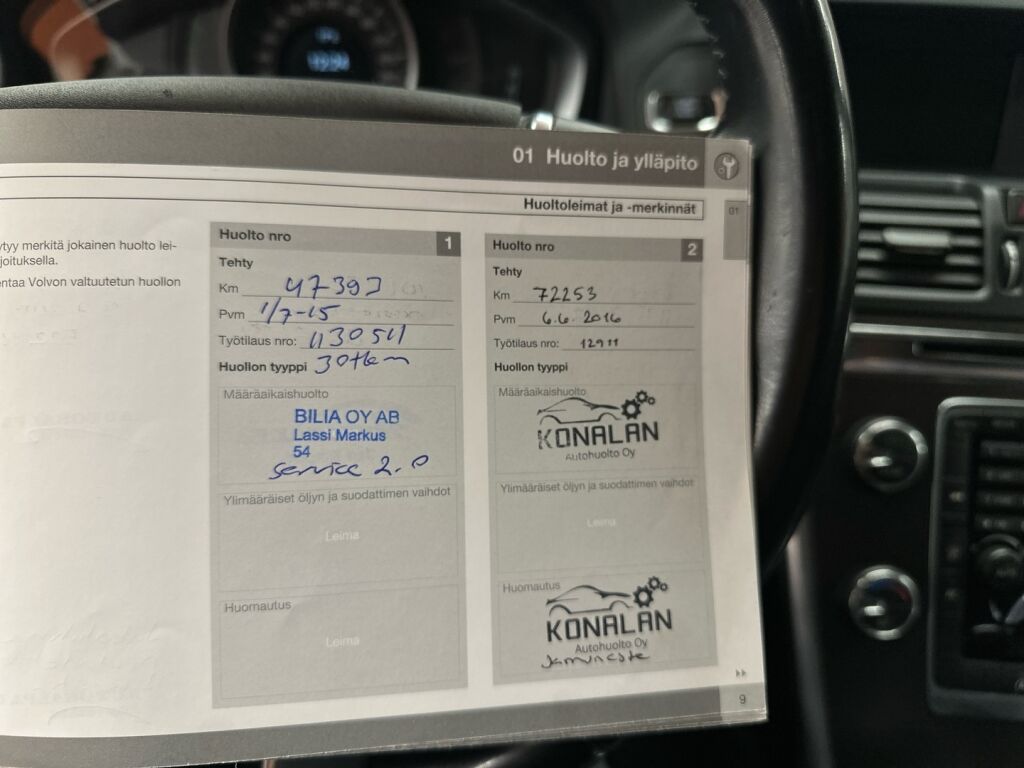 01 Huolto ja ylläpito
Huoltoleimat ja -merkinnät
01
ytyy merkitä jokainen huolto lei-
joituksella.
entaa Volvon valtuutetun huollon
Huolto nro 1
Tehty
Km 47393
Pvm 1/7-15
Työtilaus nro: 1130511
Huollon tyyppi 30tkm
Määräaikaishuolto
BILIA OY AB
Lassi Markus
54
service 2.0
Ylimääräiset öljyn ja suodattimen vaihdot
Leima
Huomautus
Leima
Huolto nro 2
Tehty
Km 72253
Pvm 6.6.2016
Työtilaus nro: 12911
Huollon tyyppi
Määräaikaishuolto
KONALAN
Autohuolto Oy
Ylimääräiset öljyn ja suodattimen vaihdot
Leima
Huomautus
KONALAN
Autohuolto Oy
Jarruneste
9